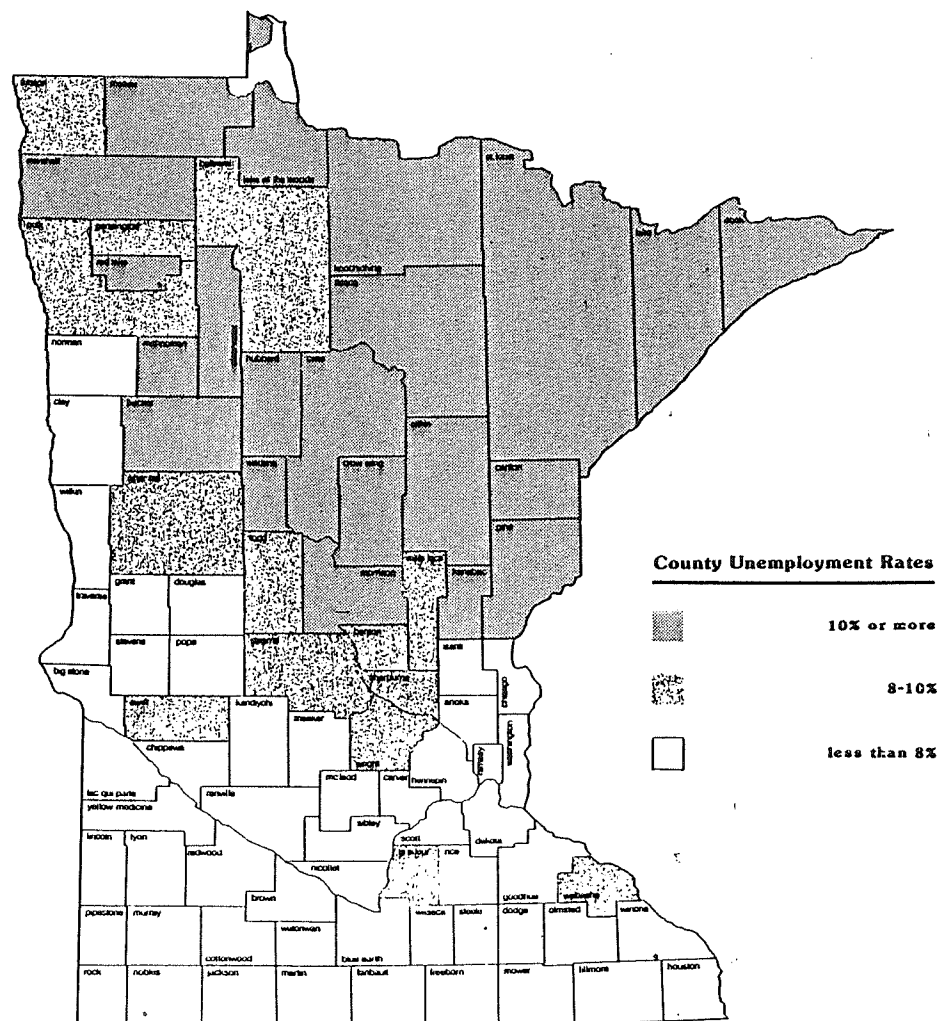 roseau
marshall
beltrami
lake of the woods
st. louis
polk
pennington
red lake
koochiching
itasca
lake
cook
norman
mahnomen
hubbard
cass
clay
becker
aitkin
wilkin
otter tail
wadena
crow wing
carlton
pine
todd
mille lacs
morrison
kanabec
grant
douglas
traverse
stevens
pope
stearns
benton
isanti
big stone
sherburne
chisago
swift
kandiyohi
meeker
anoka
washington
chippewa
wright
ramsey
mc leod
carver
hennepin
lac qui parle
renville
yellow medicine
sibley
scott
dakota
lincoln
lyon
redwood
le sueur
rice
nicollet
goodhue
wabasha
brown
pipestone
murray
waseca
steele
dodge
olmsted
winona
watonwan
cottonwood
blue earth
rock
nobles
jackson
martin
faribault
freeborn
mower
fillmore
houston
County Unemployment Rates
10% or more
8-10%
less than 8%